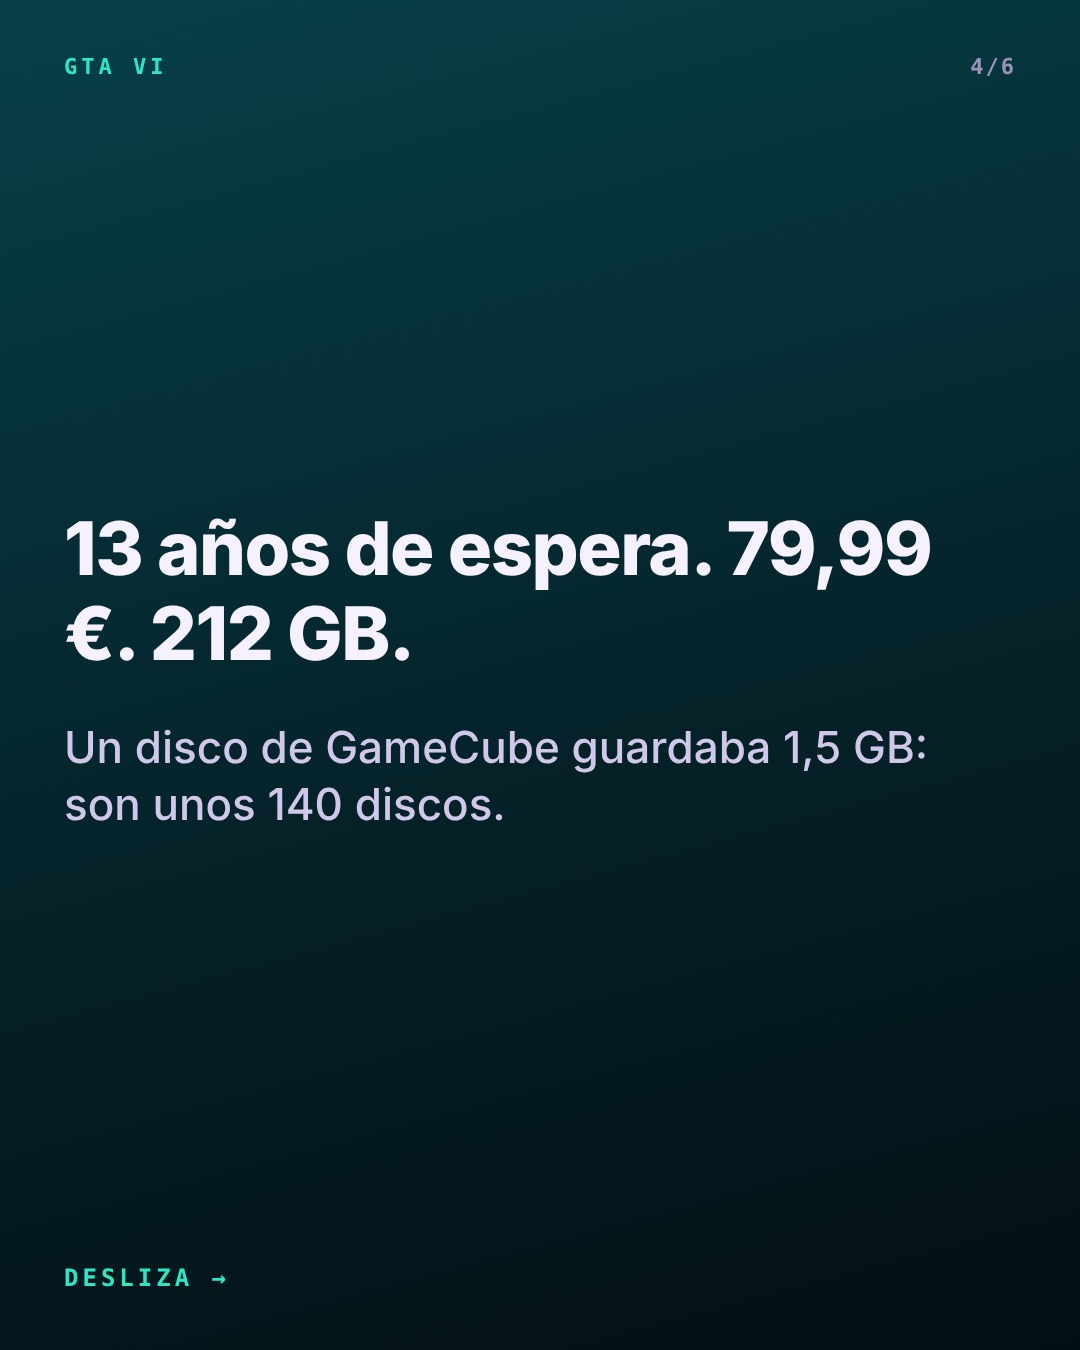 GTA VI
4/6
13 años de espera. 79,99
€. 212 GB.
Un disco de GameCube guardaba 1,5 GB:
son unos 140 discos.
DESLIZA →